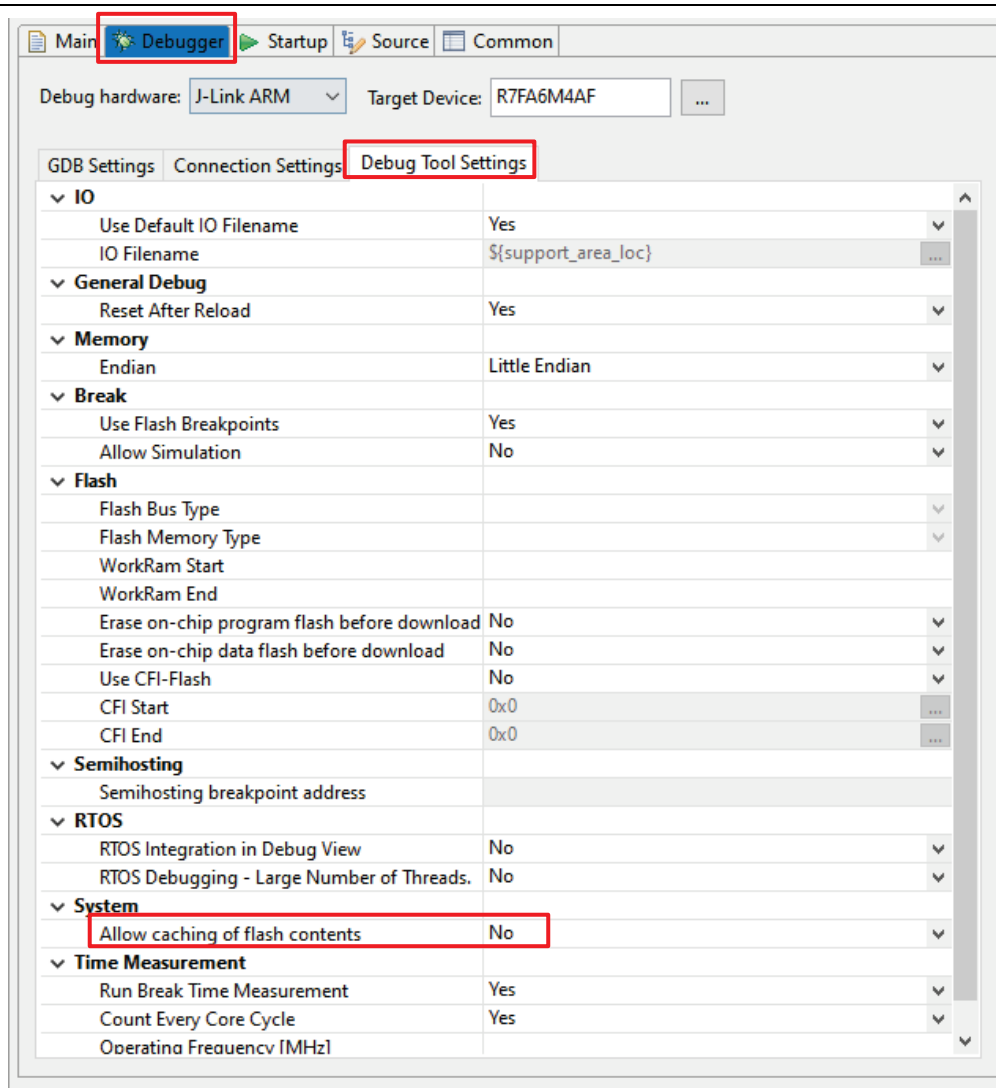 Main Debugger Startup Source Common
Debug hardware: J-Link ARM Target Device: R7FA6M4AF ...
GDB Settings Connection Settings Debug Tool Settings
IO
Use Default IO Filename Yes
IO Filename ${support_area_loc} ...
General Debug
Reset After Reload Yes
Memory
Endian Little Endian
Break
Use Flash Breakpoints Yes
Allow Simulation No
Flash
Flash Bus Type
Flash Memory Type
WorkRam Start
WorkRam End
Erase on-chip program flash before download No
Erase on-chip data flash before download No
Use CFI-Flash No
CFI Start 0x0 ...
CFI End 0x0 ...
Semihosting
Semihosting breakpoint address
RTOS
RTOS Integration in Debug View No
RTOS Debugging - Large Number of Threads. No
System
Allow caching of flash contents No
Time Measurement
Run Break Time Measurement Yes
Count Every Core Cycle Yes
Operating Frequency [MHz]